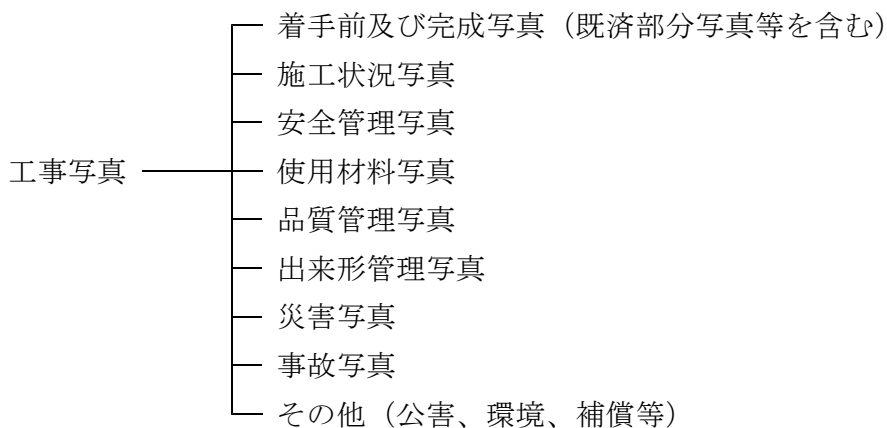 着手前及び完成写真（既済部分写真等を含む）
施工状況写真
安全管理写真
工事写真 使用材料写真
品質管理写真
出来形管理写真
災害写真
事故写真
その他（公害、環境、補償等）